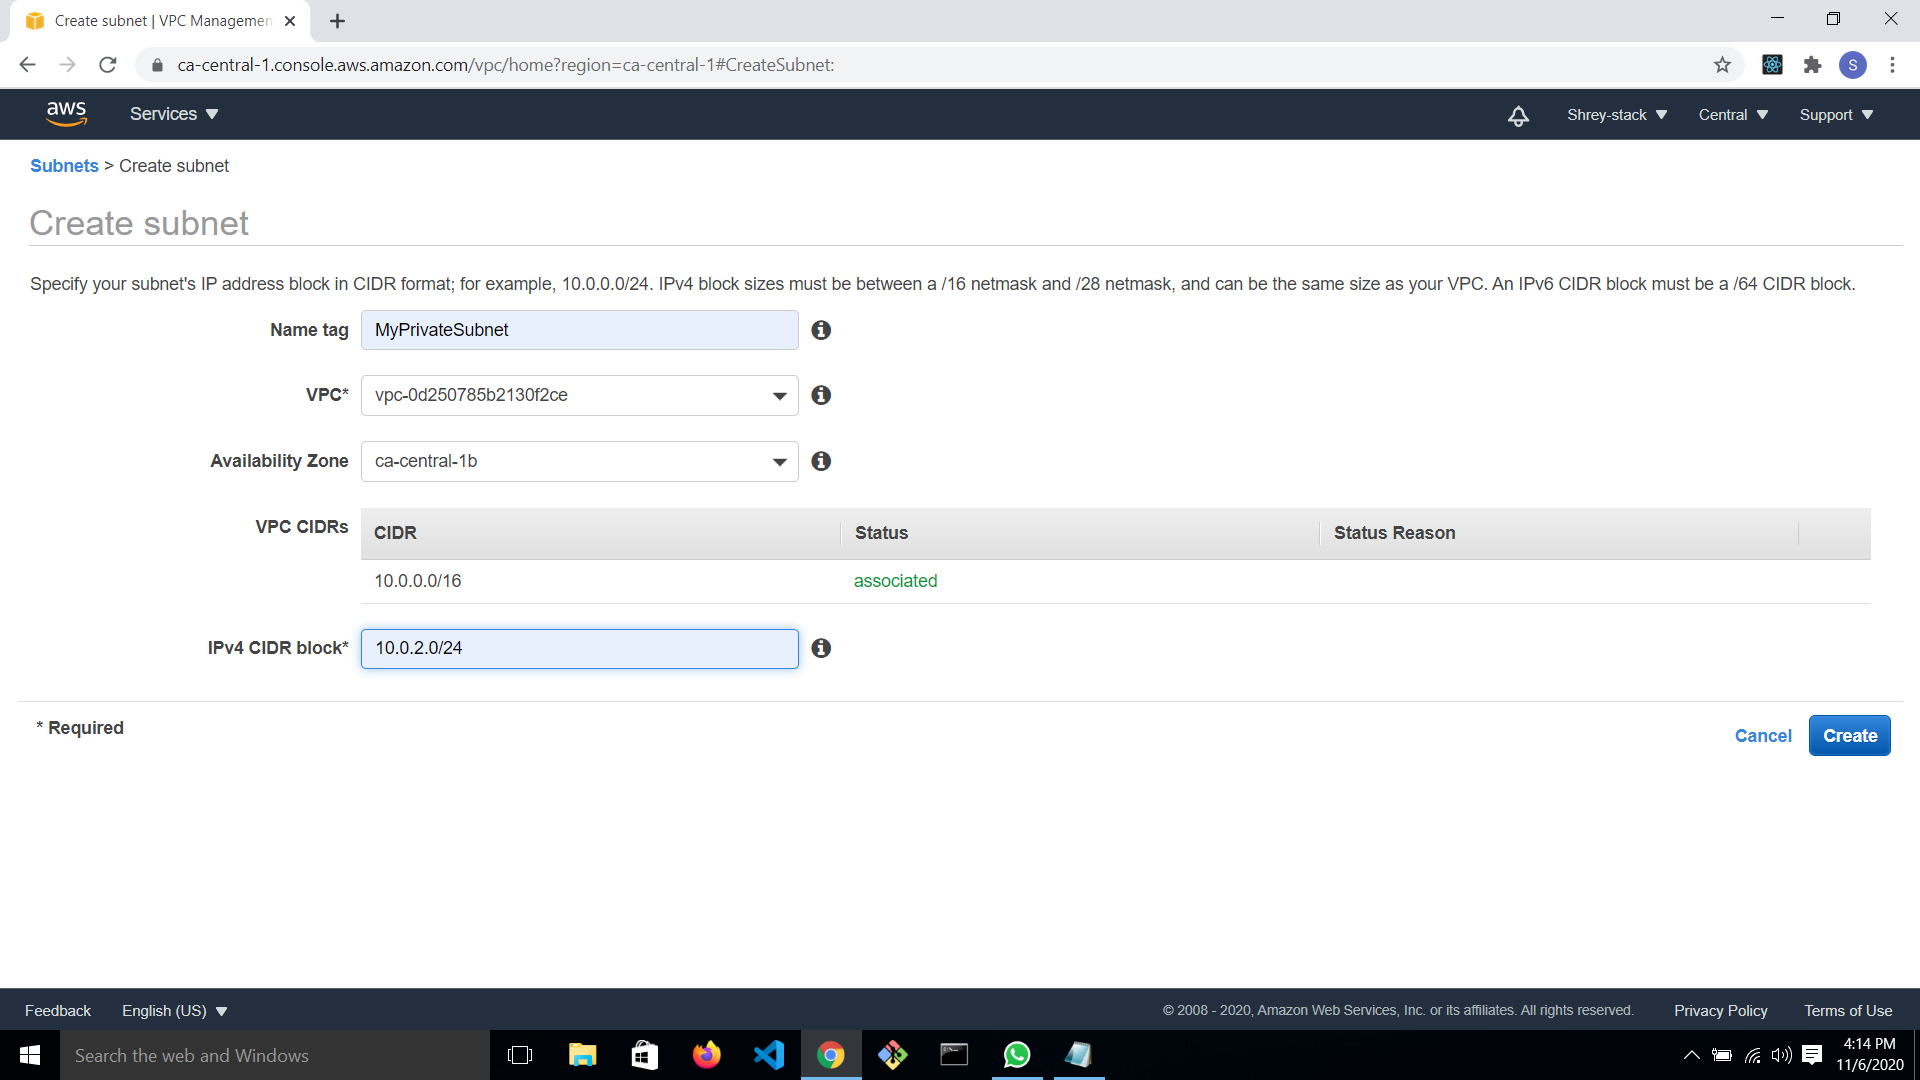 Create subnet | VPC Managemen
ca-central-1.console.aws.amazon.com/vpc/home?region=ca-central-1#CreateSubnet:
S
aws
Services
Shrey-stack
Central
Support
Subnets > Create subnet
Create subnet
Specify your subnet's IP address block in CIDR format; for example, 10.0.0.0/24. IPv4 block sizes must be between a /16 netmask and /28 netmask, and can be the same size as your VPC. An IPv6 CIDR block must be a /64 CIDR block.
Name tag MyPrivateSubnet
VPC* vpc-0d250785b2130f2ce
Availability Zone ca-central-1b
VPC CIDRs CIDR Status Status Reason
10.0.0.0/16 associated
IPv4 CIDR block* 10.0.2.0/24
* Required
Cancel Create
Feedback English (US) © 2008 - 2020, Amazon Web Services, Inc. or its affiliates. All rights reserved. Privacy Policy Terms of Use
Search the web and Windows
4:14 PM
11/6/2020